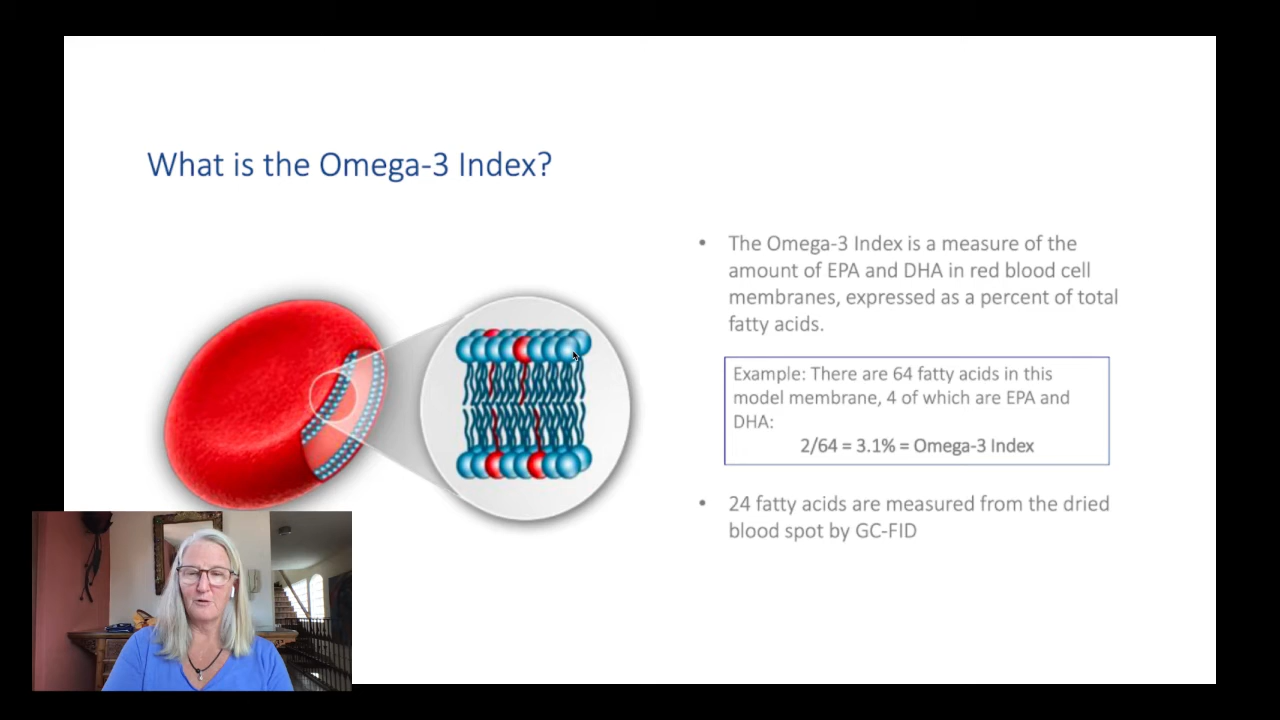 What is the Omega-3 Index?
• The Omega-3 Index is a measure of the
amount of EPA and DHA in red blood cell
membranes, expressed as a percent of total
fatty acids.
Example: There are 64 fatty acids in this
model membrane, 4 of which are EPA and
DHA:
2/64 = 3.1% = Omega-3 Index
• 24 fatty acids are measured from the dried
blood spot by GC-FID